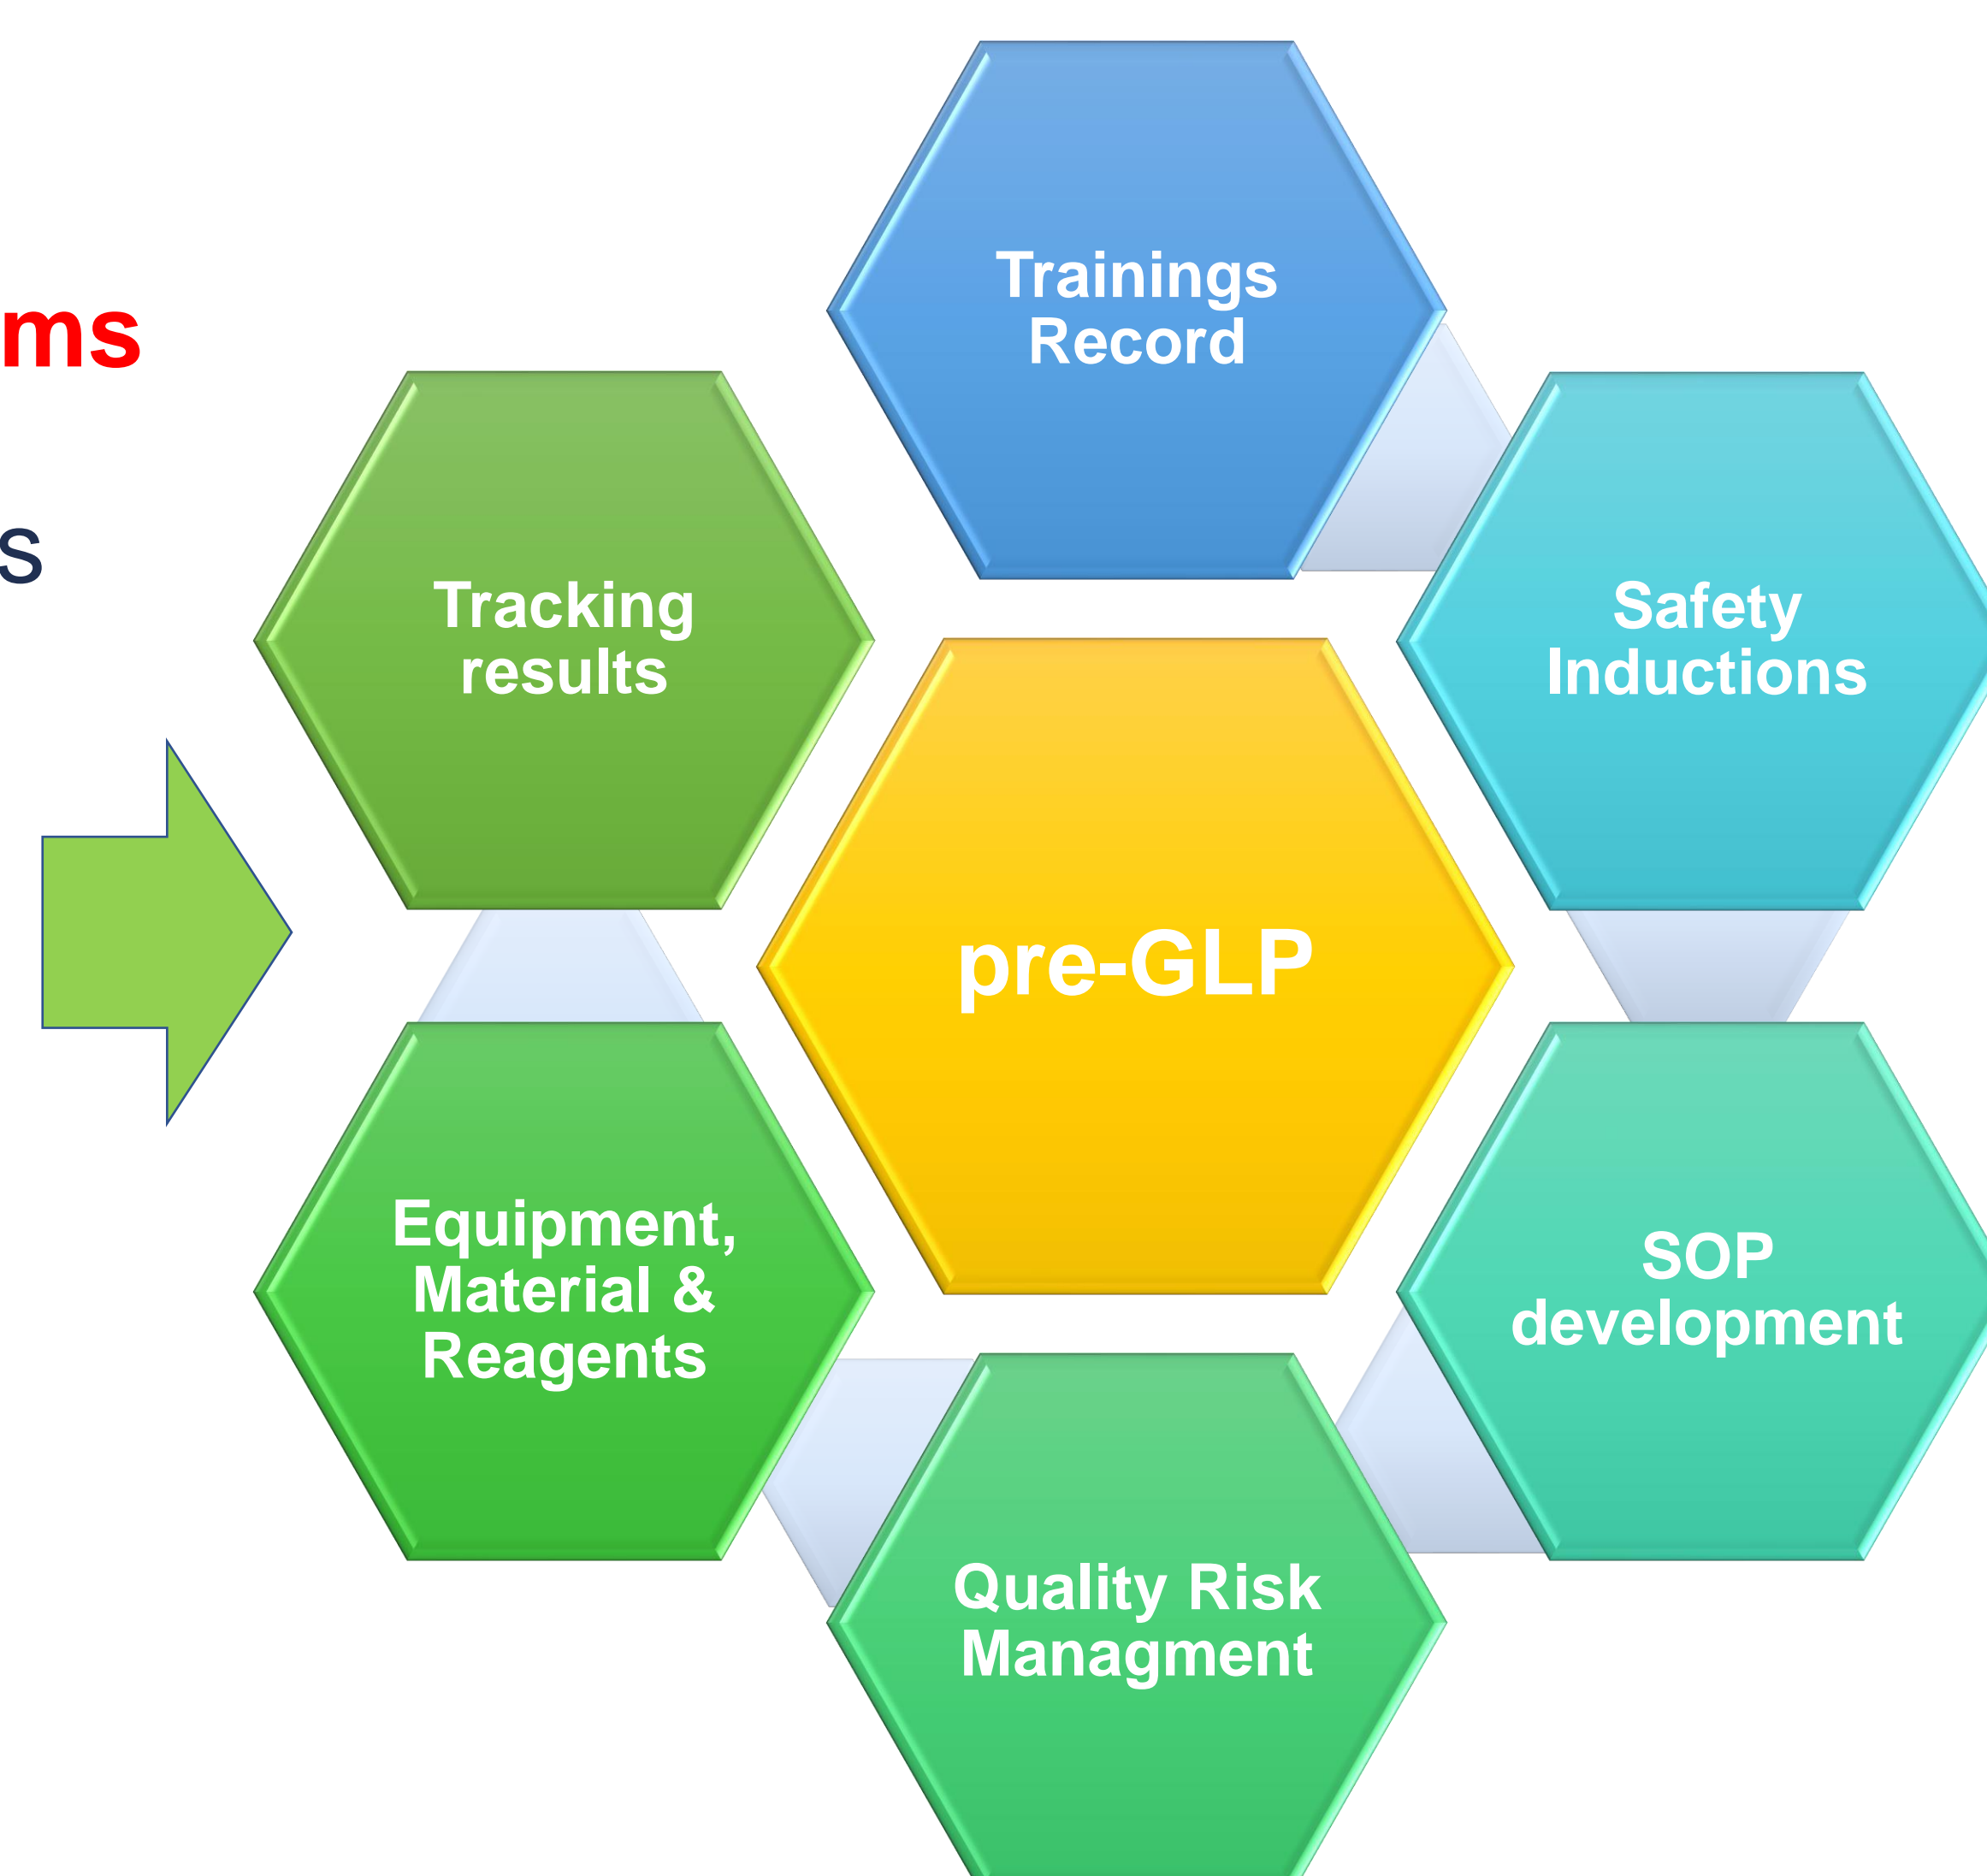 ms
s
Trainings
Record
Tracking
results
Safety
Inductions
pre-GLP
Equipment,
Material &
Reagents
SOP
development
Quality Risk
Managment